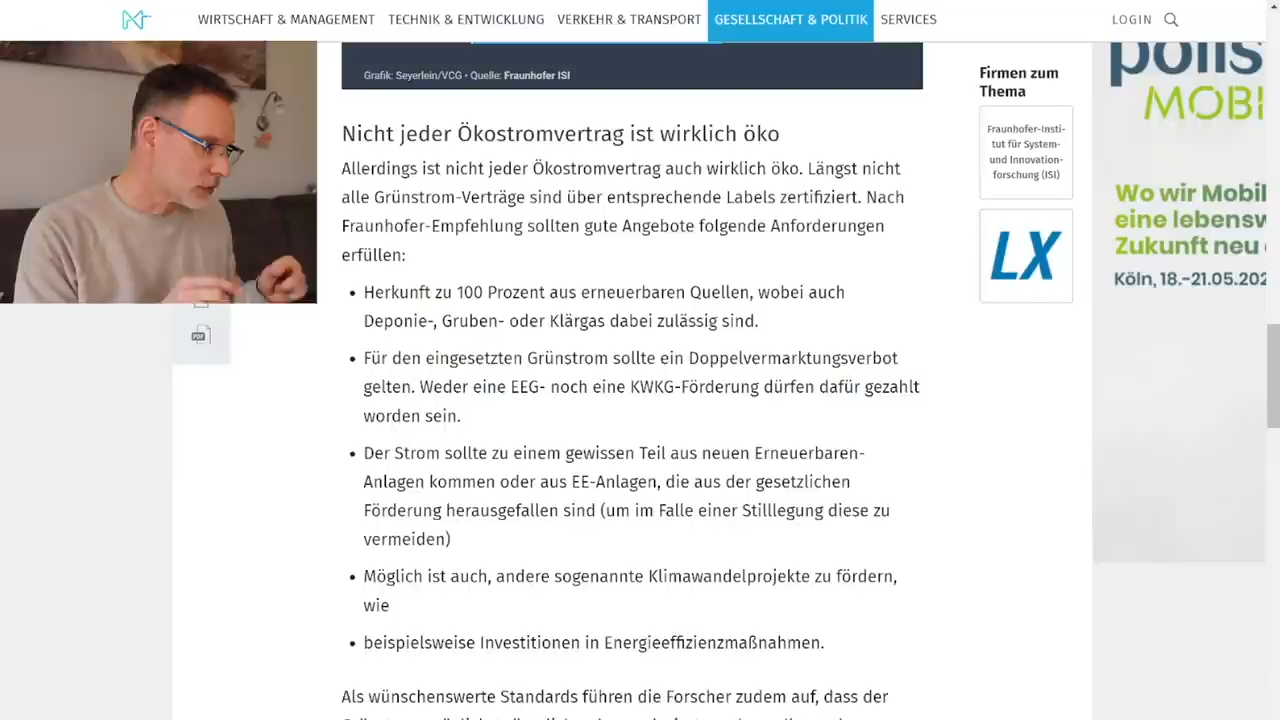 WIRTSCHAFT & MANAGEMENT TECHNIK & ENTWICKLUNG VERKEHR & TRANSPORT GESELLSCHAFT & POLITIK SERVICES LOGIN
Grafik: Seyerlein/VCG • Quelle: Fraunhofer ISI
Nicht jeder Ökostromvertrag ist wirklich öko
Allerdings ist nicht jeder Ökostromvertrag auch wirklich öko. Längst nicht
alle Grünstrom-Verträge sind über entsprechende Labels zertifiziert. Nach
Fraunhofer-Empfehlung sollten gute Angebote folgende Anforderungen
erfüllen:
• Herkunft zu 100 Prozent aus erneuerbaren Quellen, wobei auch
Deponie-, Gruben- oder Klärgas dabei zulässig sind.
• Für den eingesetzten Grünstrom sollte ein Doppelvermarktungsverbot
gelten. Weder eine EEG- noch eine KWKG-Förderung dürfen dafür gezahlt
worden sein.
• Der Strom sollte zu einem gewissen Teil aus neuen Erneuerbaren-
Anlagen kommen oder aus EE-Anlagen, die aus der gesetzlichen
Förderung herausgefallen sind (um im Falle einer Stilllegung diese zu
vermeiden)
• Möglich ist auch, andere sogenannte Klimawandelprojekte zu fördern,
wie
• beispielsweise Investitionen in Energieeffizienzmaßnahmen.
Als wünschenswerte Standards führen die Forscher zudem auf, dass der
Firmen zum
Thema
Fraunhofer-Insti-
tut für System-
und Innovation-
forschung (ISI)
LX
polis
MOBI
Wo wir Mobil
eine lebensw
Zukunft neu
Köln, 18.-21.05.202
PDF